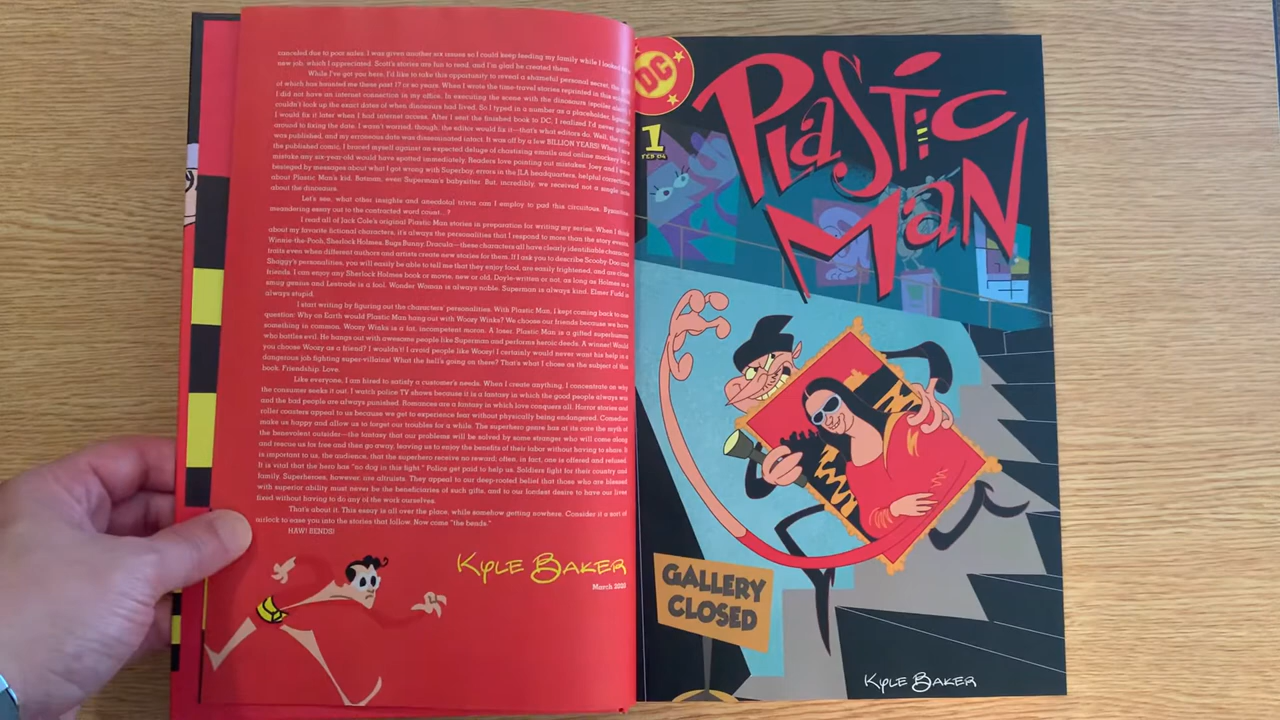 canceled due to poor sales. I was given another six issues so I could keep feeding my family while I looked
new job, which I appreciated. Scott's stories are fun to read, and I'm glad he created them.
While I've got you here, I'd like to take this opportunity to reveal a shameful personal secret, the
of which has haunted me these past 17 or so years. When I wrote the time-travel stories reprinted in this
I did not have an internet connection in my office. In executing the scene with the dinosaurs (spoiler
couldn't look up the exact dates of when dinosaurs had lived. So I typed in a number as a placeholder,
I would fix it later when I had internet access. After I sent the finished book to DC, I realized I'd never
around to fixing the date. I wasn't worried, though, the editor would fix it—that's what editors do. Well, the
was published, and my erroneous date was disseminated intact. It was off by a few BILLION YEARS! When I
the published comic, I braced myself against an expected deluge of chastising emails and online
mistake any six-year-old would have spotted immediately. Readers love pointing out mistakes. Joey and I were
besieged by messages about what I got wrong with Superboy, errors in the JLA headquarters, helpful corrections
about Plastic Man's kid, Batman, even Superman's babysitter. But, incredibly, we received not a single
about the dinosaurs.
Let's see, what other insights and anecdotal trivia can I employ to pad this circuitous, Byzantine,
meandering essay out to the contracted word count...?
I read all of Jack Cole's original Plastic Man stories in preparation for writing my series. When I think
about my favorite fictional characters, it's always the personalities that I respond to more than the story events.
Winnie-the-Pooh, Sherlock Holmes, Bugs Bunny, Dracula—these characters all have clearly identifiable character
traits even when different authors and artists create new stories for them. If I ask you to describe Scooby-Doo and
Shaggy's personalities, you will easily be able to tell me that they enjoy food, are easily frightened, and are close
friends. I can enjoy any Sherlock Holmes book or movie, new or old, Doyle-written or not, as long as Holmes is a
smug genius and Lestrade is a fool. Wonder Woman is always noble. Superman is always kind. Elmer Fudd is
always stupid.
I start writing by figuring out the characters' personalities. With Plastic Man, I kept coming back to one
question: Why on Earth would Plastic Man hang out with Woozy Winks? We choose our friends because we have
something in common. Woozy Winks is a fat, incompetent moron. A loser. Plastic Man is a gifted superhuman
who battles evil. He hangs out with awesome people like Superman and performs heroic deeds. A winner! Would
you choose Woozy as a friend? I wouldn't! I avoid people like Woozy! I certainly would never want his help in a
dangerous job fighting super-villains! What the hell's going on there? That's what I chose as the subject of this
book. Friendship. Love.
Like everyone, I am hired to satisfy a customer's needs. When I create anything, I concentrate on why
the consumer seeks it out. I watch police TV shows because it is a fantasy in which the good people always win
and the bad people are always punished. Romances are a fantasy in which love conquers all. Horror stories and
roller coasters appeal to us because we get to experience fear without physically being endangered. Comedies
make us happy and allow us to forget our troubles for a while. The superhero genre has at its core the myth of
the benevolent outsider—the fantasy that our problems will be solved by some stranger who will come along
and rescue us for free and then go away, leaving us to enjoy the benefits of their labor without having to share. It
is important to us, the audience, that the superhero receive no reward; often, in fact, one is offered and refused.
It is vital that the hero has "no dog in this fight." Police get paid to help us. Soldiers fight for their country and
family. Superheroes, however, are altruists. They appeal to our deep-rooted belief that those who are blessed
with superior ability must never be the beneficiaries of such gifts, and to our fondest desire to have our lives
fixed without having to do any of the work ourselves.
That's about it. This essay is all over the place, while somehow getting nowhere. Consider it a sort of
airlock to ease you into the stories that follow. Now come "the bends."
HAW! BENDS!
KYLE BAKER
March 2020
DC
1
FEB '04
PLaSTiC
MaN
GALLERY
CLOSED
KYLE BAKER